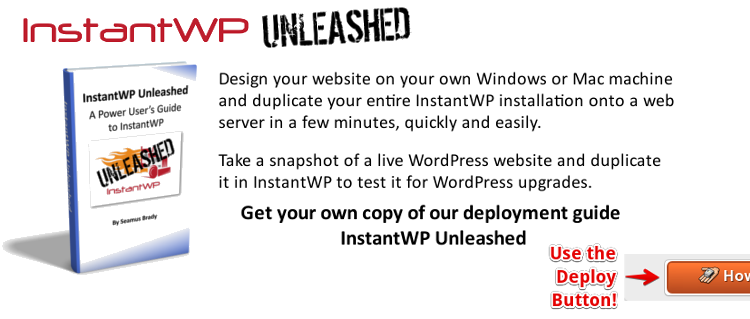 InstantWP UNLEASHED
InstantWP Unleashed
A Power User's Guide
to InstantWP
UNLEASHED
InstantWP
By Seamus Brady
Design your website on your own Windows or Mac machine
and duplicate your entire InstantWP installation onto a web
server in a few minutes, quickly and easily.
Take a snapshot of a live WordPress website and duplicate
it in InstantWP to test it for WordPress upgrades.
Get your own copy of our deployment guide
InstantWP Unleashed
Use the
Deploy
Button!
How